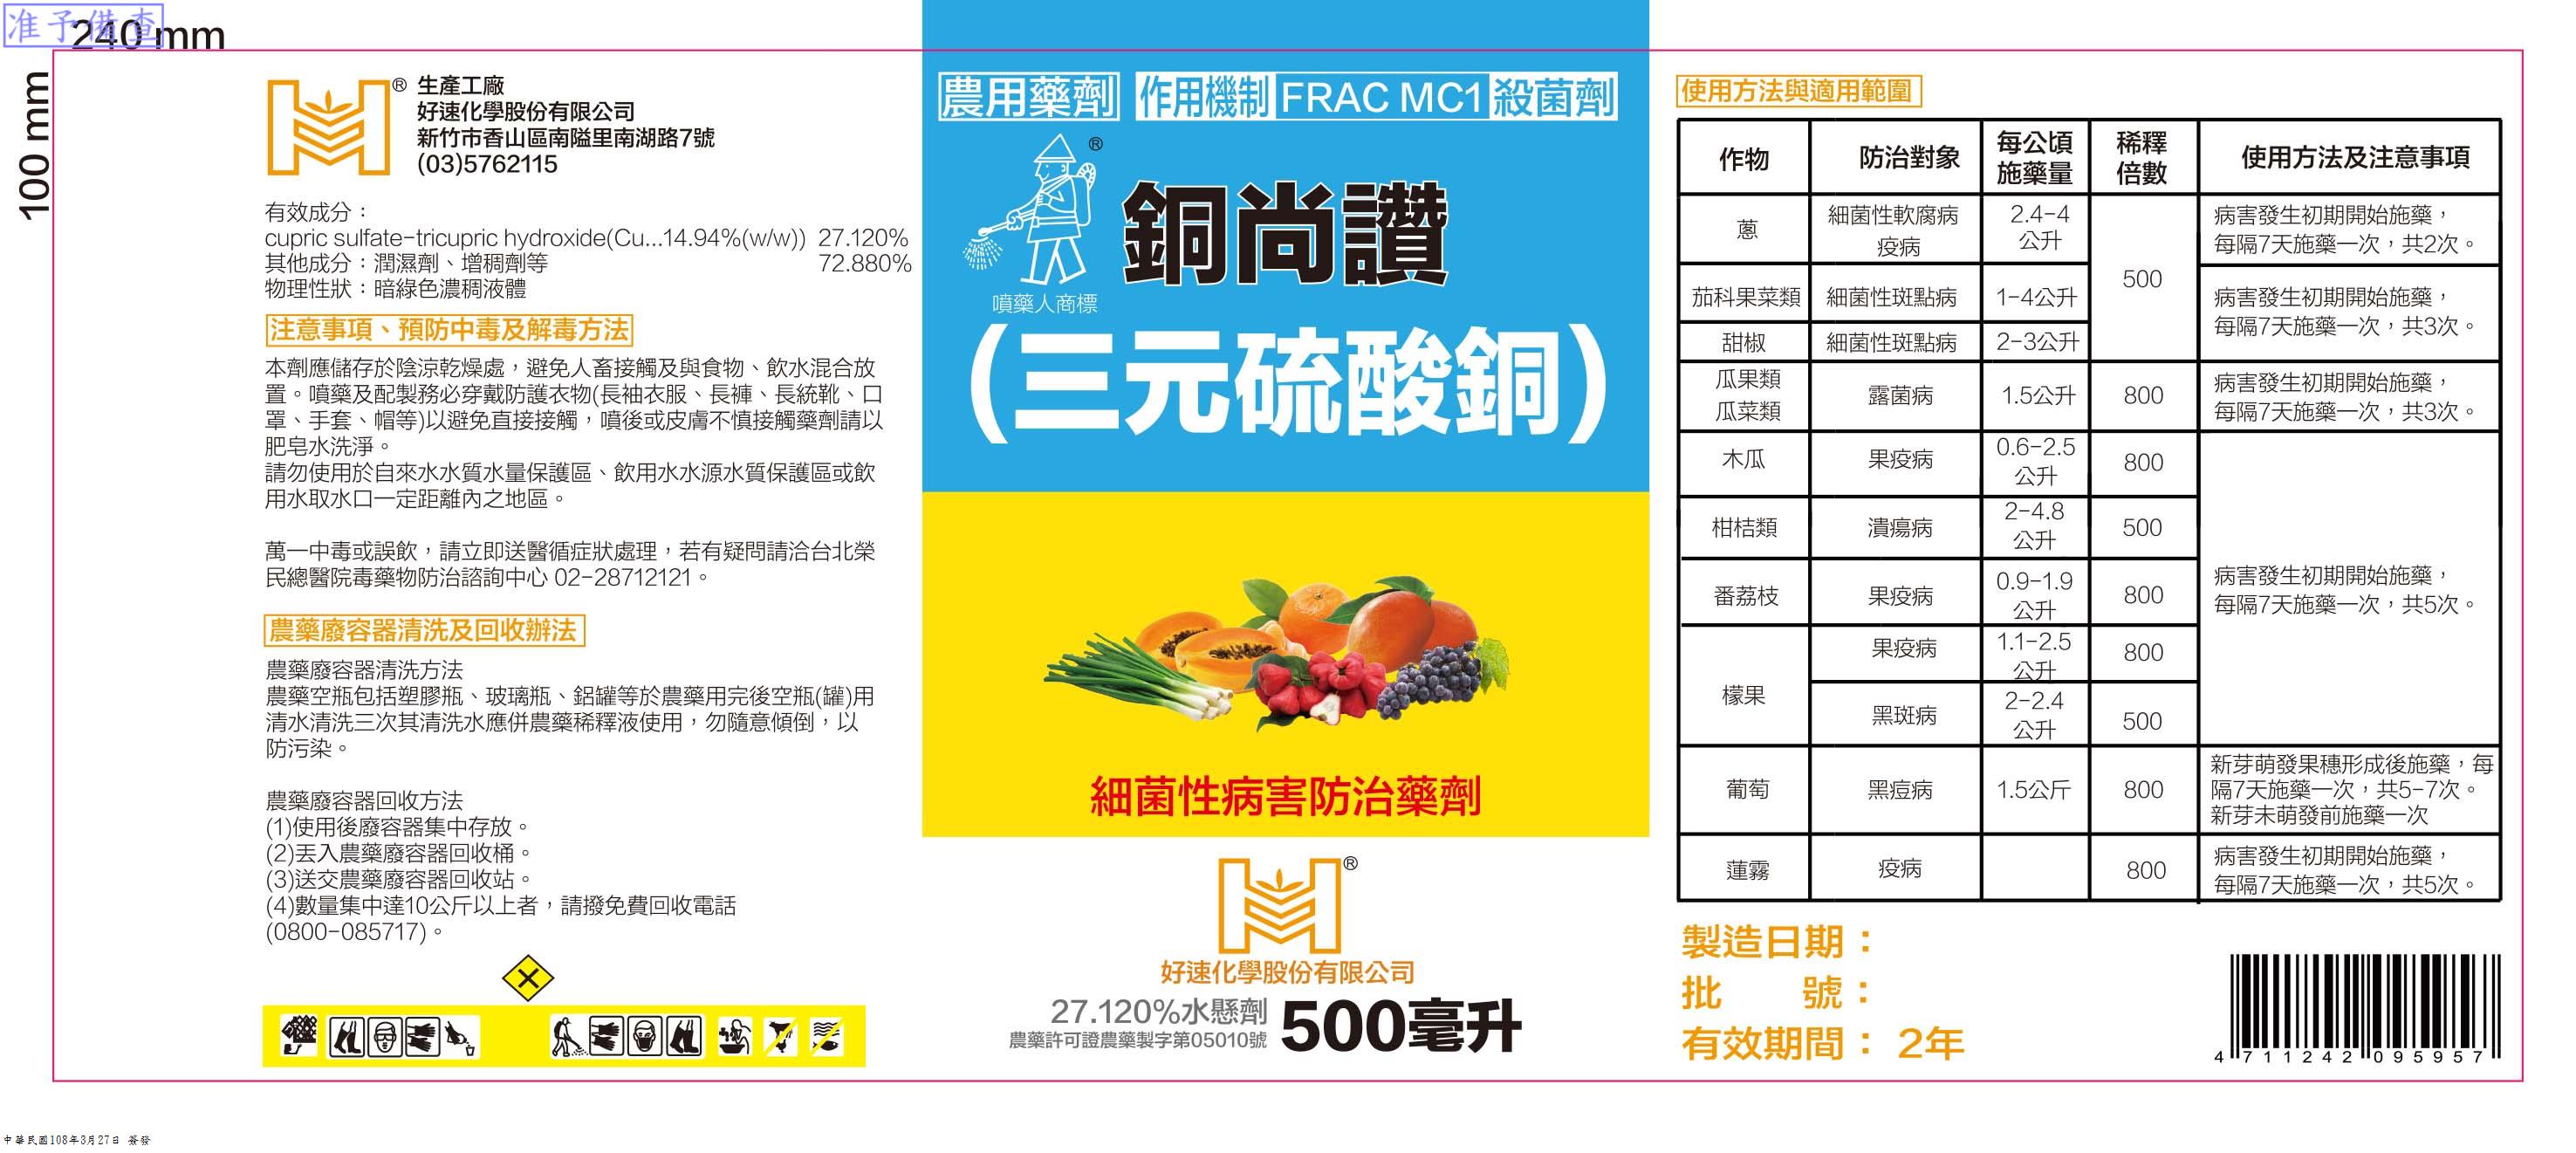 准予備查
240 mm
100 mm
® 生產工廠
好速化學股份有限公司
新竹市香山區南隘里南湖路7號
(03)5762115
有效成分：
cupric sulfate-tricupric hydroxide(Cu...14.94%(w/w)) 27.120%
其他成分：潤濕劑、增稠劑等 72.880%
物理性狀：暗綠色濃稠液體
注意事項、預防中毒及解毒方法
本劑應儲存於陰涼乾燥處，避免人畜接觸及與食物、飲水混合放
置。噴藥及配製務必穿戴防護衣物(長袖衣服、長褲、長統靴、口
罩、手套、帽等)以避免直接接觸，噴後或皮膚不慎接觸藥劑請以
肥皂水洗淨。
請勿使用於自來水水質水量保護區、飲用水水源水質保護區或飲
用水取水口一定距離內之地區。
萬一中毒或誤飲，請立即送醫循症狀處理，若有疑問請洽台北榮
民總醫院毒藥物防治諮詢中心 02-28712121。
農藥廢容器清洗及回收辦法
農藥廢容器清洗方法
農藥空瓶包括塑膠瓶、玻璃瓶、鋁罐等於農藥用完後空瓶(罐)用
清水清洗三次其清洗水應併農藥稀釋液使用，勿隨意傾倒，以
防污染。
農藥廢容器回收方法
(1)使用後廢容器集中存放。
(2)丟入農藥廢容器回收桶。
(3)送交農藥廢容器回收站。
(4)數量集中達10公斤以上者，請撥免費回收電話
(0800-085717)。
農用藥劑 作用機制 FRAC MC1 殺菌劑
®
銅尚讚
噴藥人商標
(三元硫酸銅)
細菌性病害防治藥劑
®
好速化學股份有限公司
27.120%水懸劑
農藥許可證農藥製字第05010號
500毫升
使用方法與適用範圍
作物 防治對象 每公頃施藥量 稀釋倍數 使用方法及注意事項
蔥 細菌性軟腐病 2.4-4 病害發生初期開始施藥，
疫病 公升 每隔7天施藥一次，共2次。
500
茄科果菜類 細菌性斑點病 1-4公升 病害發生初期開始施藥，
每隔7天施藥一次，共3次。
甜椒 細菌性斑點病 2-3公升
瓜果類 露菌病 1.5公升 800 病害發生初期開始施藥，
瓜菜類 每隔7天施藥一次，共3次。
木瓜 果疫病 0.6-2.5 800
公升
柑桔類 潰瘍病 2-4.8 500
公升
番荔枝 果疫病 0.9-1.9 800 病害發生初期開始施藥，
公升 每隔7天施藥一次，共5次。
檬果 果疫病 1.1-2.5 800
公升
黑斑病 2-2.4 500
公升
葡萄 黑痘病 1.5公斤 800 新芽萌發果穗形成後施藥，每
隔7天施藥一次，共5-7次。
新芽未萌發前施藥一次
蓮霧 疫病 800 病害發生初期開始施藥，
每隔7天施藥一次，共5次。
製造日期：
批 號：
有效期間： 2年
4 711242 095957
中華民國108年3月27日 簽發